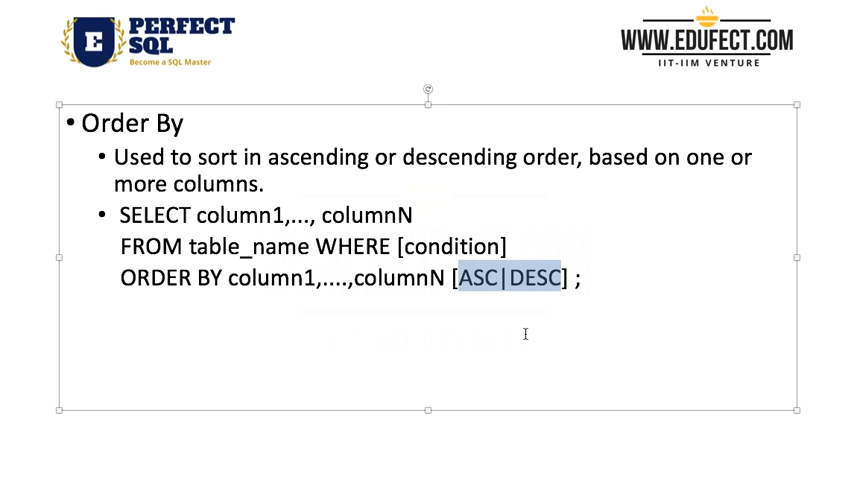 PERFECT
SQL
Become a SQL Master
E
WWW.EDUFECT.COM
IIT-IIM VENTURE
• Order By
• Used to sort in ascending or descending order, based on one or
more columns.
• SELECT column1,..., columnN
FROM table_name WHERE [condition]
ORDER BY column1,....,columnN [ASC|DESC] ;